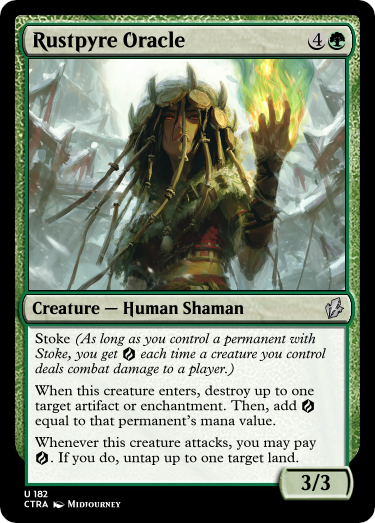 Rustpyre Oracle 4
Creature — Human Shaman
Stoke (As long as you control a permanent with
Stoke, you get each time a creature you control
deals combat damage to a player.)
When this creature enters, destroy up to one
target artifact or enchantment. Then, add
equal to that permanent's mana value.
Whenever this creature attacks, you may pay
. If you do, untap up to one target land.
3/3
U 182
CTRA Midjourney